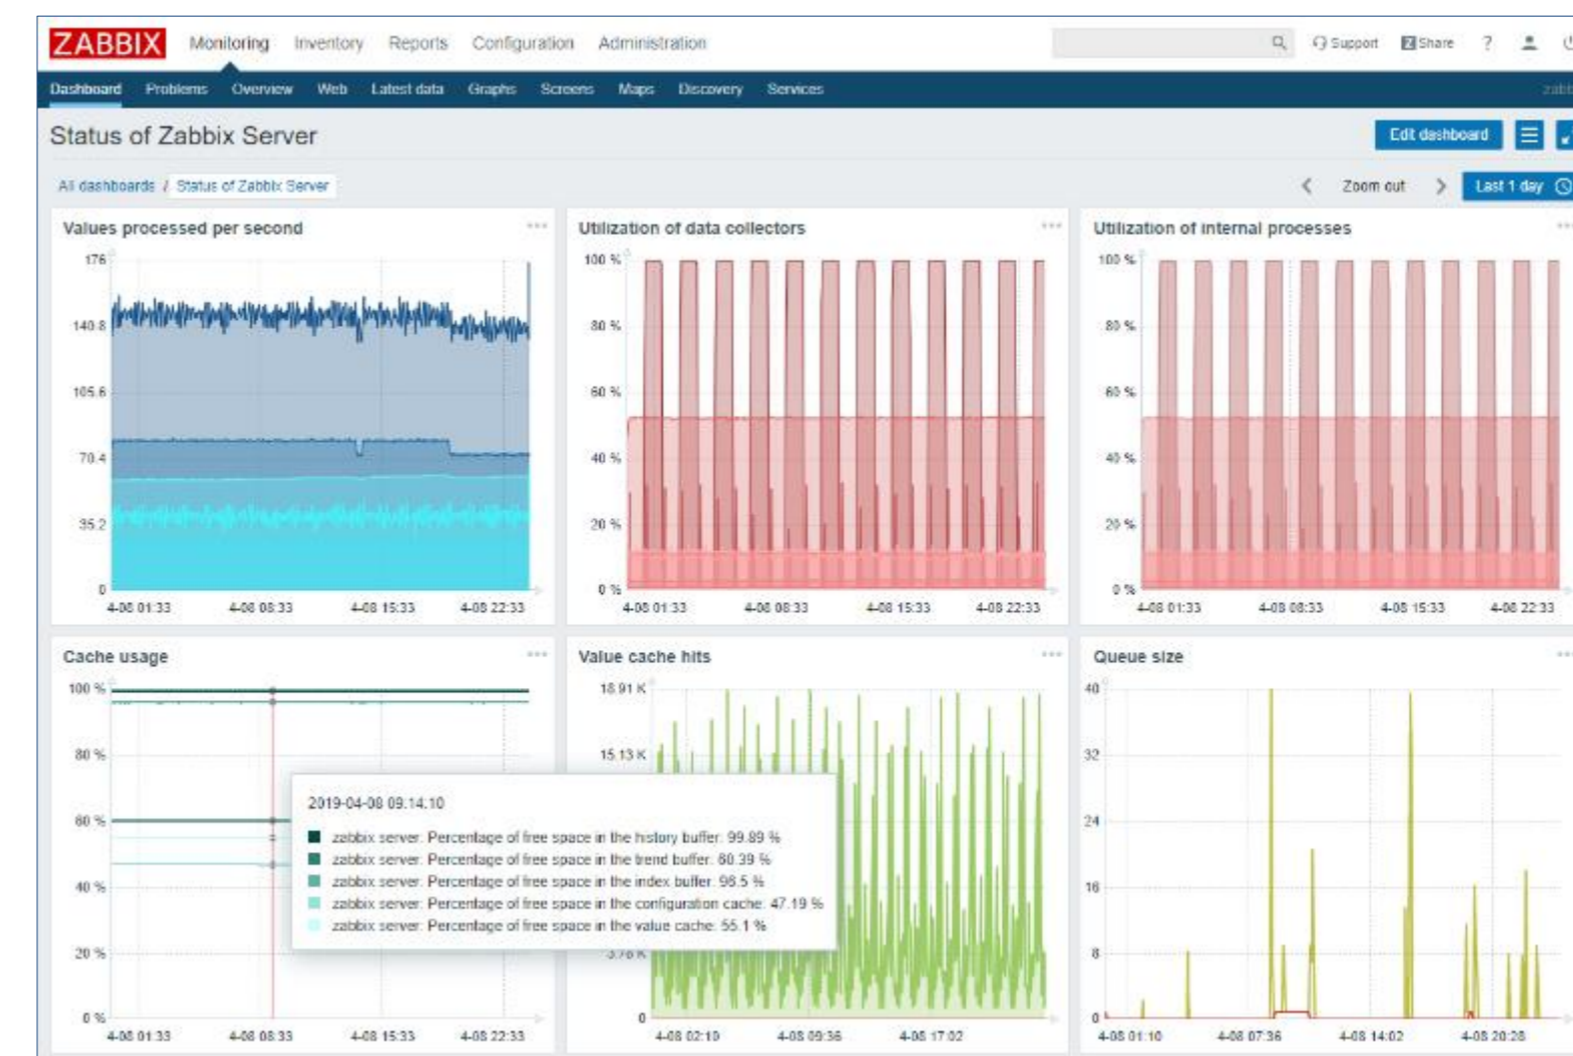 ZABBIX Monitoring Inventory Reports Configuration Administration Support Z Share ?
Dashboard Problems Overview Web Latest data Graphs Screens Maps Discovery Services
Status of Zabbix Server Edit dashboard
All dashboards / Status of Zabbix Server Zoom out Last 1 day
Values processed per second
176
140.8
105.6
70.4
35.2
0
4-08 01:33 4-08 08:33 4-08 15:33 4-08 22:33
Utilization of data collectors
100 %
80 %
60 %
40 %
20 %
0 %
4-08 01:33 4-08 08:33 4-08 15:33 4-08 22:33
Utilization of internal processes
100 %
80 %
60 %
40 %
20 %
0 %
4-08 01:33 4-08 08:33 4-08 15:33 4-08 22:33
Cache usage
100 %
80 %
60 %
40 %
20 %
0 %
4-08 01:33 4-08 08:33 4-08 15:33 4-08 22:33
2019-04-08 09.14.10
zabbix server: Percentage of free space in the history buffer: 99.89 %
zabbix server: Percentage of free space in the trend buffer: 60.39 %
zabbix server: Percentage of free space in the index buffer: 96.5 %
zabbix server: Percentage of free space in the configuration cache: 47.19 %
zabbix server: Percentage of free space in the value cache: 55.1 %
Value cache hits
18.91 K
15.13 K
3.78 K
0
4-08 02:10 4-08 09:36 4-08 17:02
Queue size
40
32
24
16
8
0
4-08 01:10 4-08 07:36 4-08 14:02 4-08 20:28